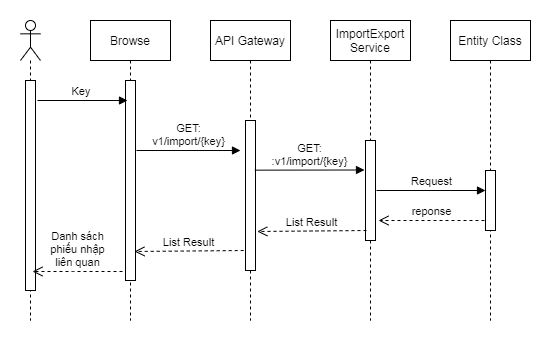 Browse
API Gateway
ImportExport
Service
Entity Class
Key
GET:
v1/import/{key}
GET:
:v1/import/{key}
Request
reponse
List Result
List Result
Danh sách
phiếu nhập
liên quan